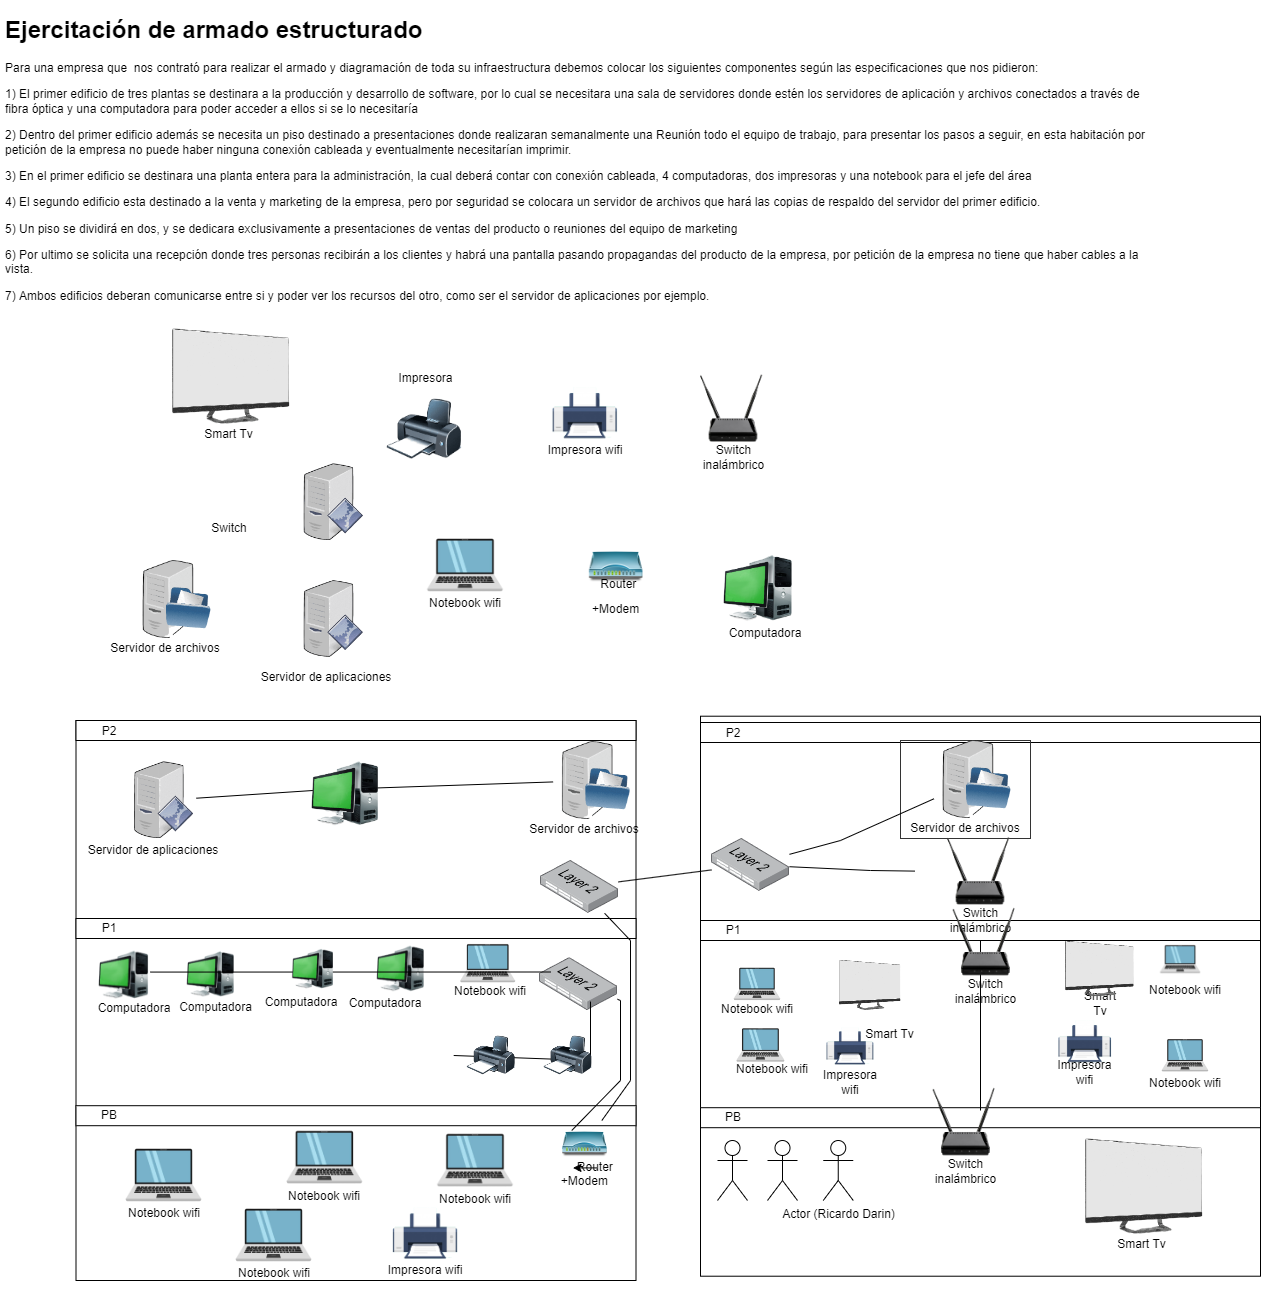 Ejercitación de armado estructurado
Para una empresa que  nos contrató para realizar el armado y diagramación de toda su infraestructura debemos colocar los siguientes componentes según las especificaciones que nos pidieron:
1) El primer edificio de tres plantas se destinara a la producción y desarrollo de software, por lo cual se necesitara una sala de servidores donde estén los servidores de aplicación y archivos conectados a través de
fibra óptica y una computadora para poder acceder a ellos si se lo necesitaría
2) Dentro del primer edificio además se necesita un piso destinado a presentaciones donde realizaran semanalmente una Reunión todo el equipo de trabajo, para presentar los pasos a seguir, en esta habitación por
petición de la empresa no puede haber ninguna conexión cableada y eventualmente necesitarían imprimir.
3) En el primer edificio se destinara una planta entera para la administración, la cual deberá contar con conexión cableada, 4 computadoras, dos impresoras y una notebook para el jefe del área
4) El segundo edificio esta destinado a la venta y marketing de la empresa, pero por seguridad se colocara un servidor de archivos que hará las copias de respaldo del servidor del primer edificio.
5) Un piso se dividirá en dos, y se dedicara exclusivamente a presentaciones de ventas del producto o reuniones del equipo de marketing
6) Por ultimo se solicita una recepción donde tres personas recibirán a los clientes y habrá una pantalla pasando propagandas del producto de la empresa, por petición de la empresa no tiene que haber cables a la
vista.
7) Ambos edificios deberan comunicarse entre si y poder ver los recursos del otro, como ser el servidor de aplicaciones por ejemplo.
Smart Tv
Impresora
Impresora wifi
Switch
inalámbrico
Switch
Notebook wifi
Router
+Modem
Computadora
Servidor de archivos
Servidor de aplicaciones
P2
Servidor de aplicaciones
Servidor de archivos
Layer 2
P1
Computadora
Computadora
Computadora
Computadora
Notebook wifi
Layer 2
PB
Notebook wifi
Notebook wifi
Notebook wifi
Notebook wifi
Impresora wifi
Router
+Modem
P2
Servidor de archivos
Layer 2
Switch
inalámbrico
P1
Switch
inalámbrico
Notebook wifi
Smart Tv
Notebook wifi
Impresora
wifi
Smart
Tv
Notebook wifi
Impresora
wifi
Notebook wifi
PB
Switch
inalámbrico
Actor (Ricardo Darin)
Smart Tv